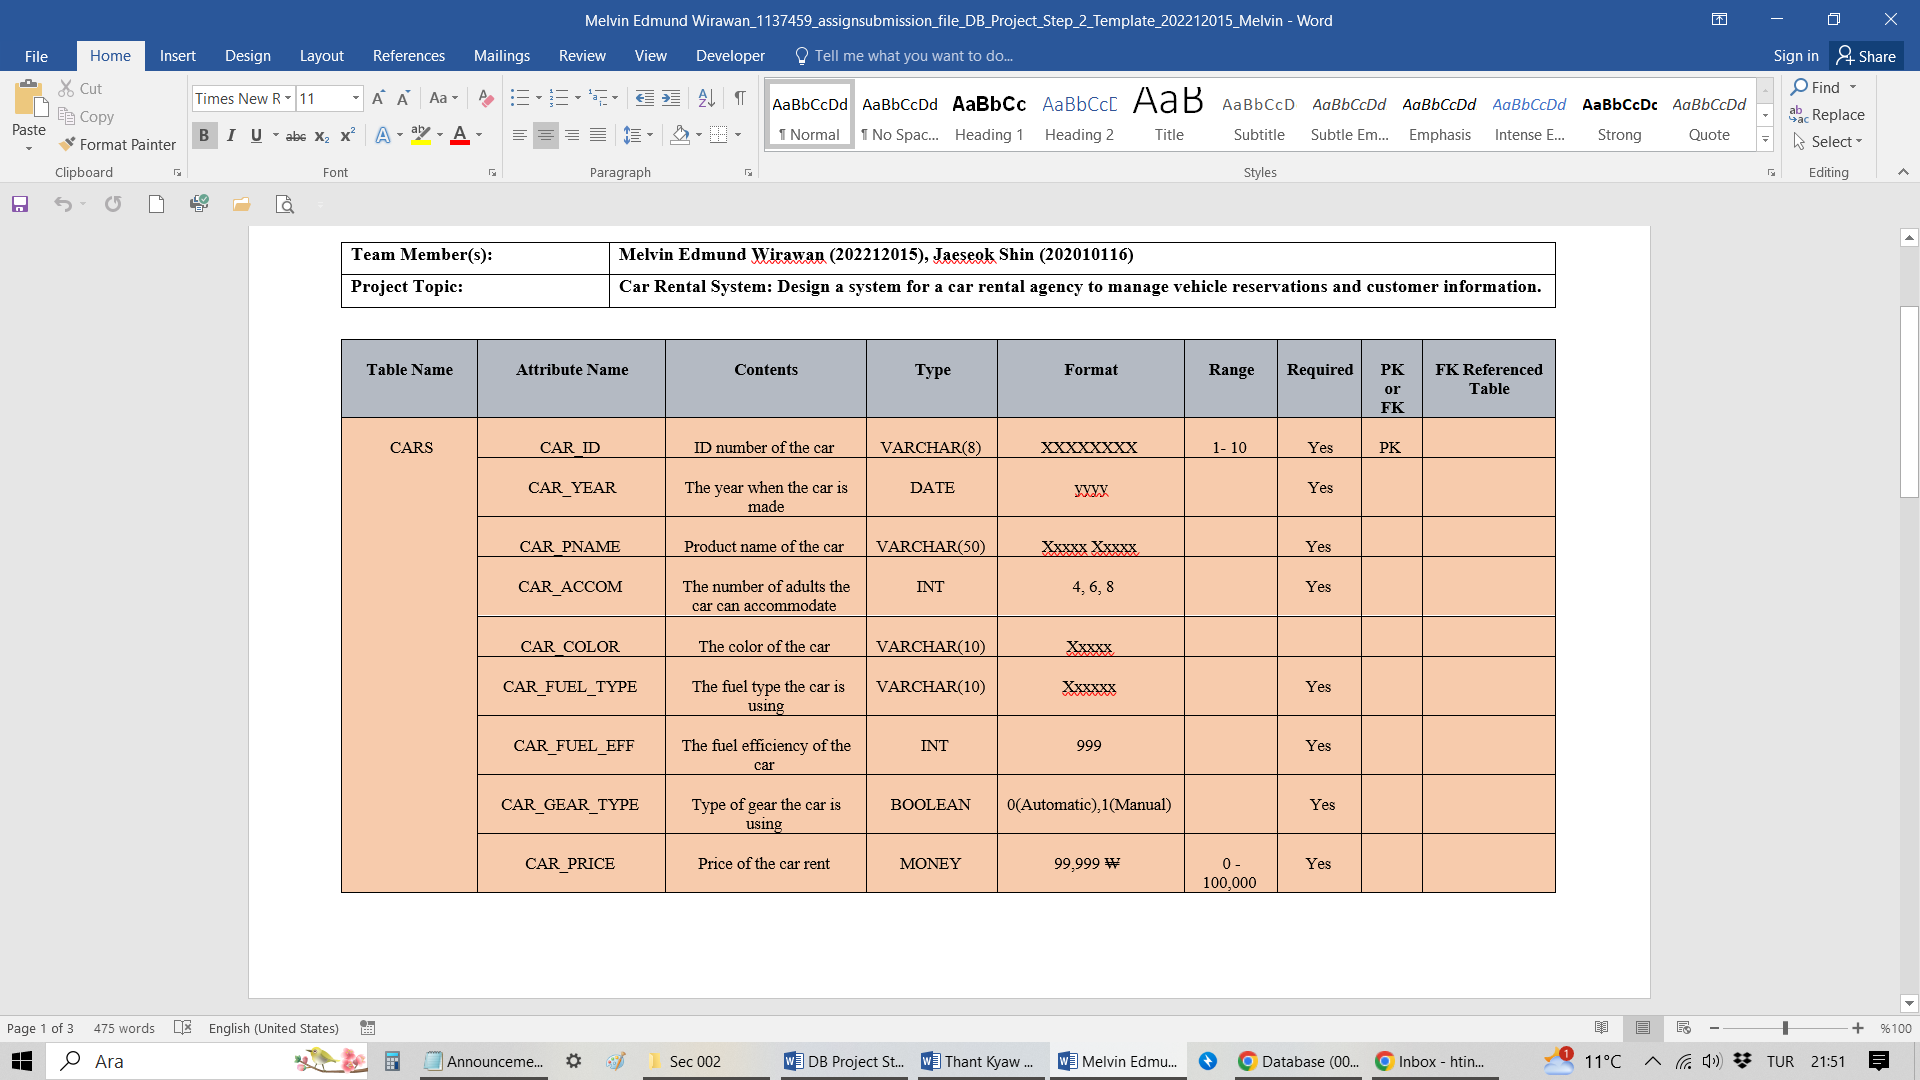 Melvin Edmund Wirawan_1137459_assignsubmission_file_DB_Project_Step_2_Template_202212015_Melvin - Word
File Home Insert Design Layout References Mailings Review View Developer Tell me what you want to do... Sign in Share
Paste
Cut
Copy
Format Painter
Clipboard
Times New R 11
Font
Paragraph
AaBbCcDd AaBbCcDd AaBbCc AaBbCcC AaB AaBbCcD AaBbCcDd AaBbCcDd AaBbCcDd AaBbCcDc AaBbCcDd
¶ Normal ¶ No Spac... Heading 1 Heading 2 Title Subtitle Subtle Em... Emphasis Intense E... Strong Quote
Styles
Find
Replace
Select
Editing
Team Member(s): Melvin Edmund Wirawan (202212015), Jaeseok Shin (202010116)
Project Topic: Car Rental System: Design a system for a car rental agency to manage vehicle reservations and customer information.
Table Name Attribute Name Contents Type Format Range Required PK or FK FK Referenced Table
CARS CAR_ID ID number of the car VARCHAR(8) XXXXXXXX 1- 10 Yes PK
CAR_YEAR The year when the car is made DATE yyyy Yes
CAR_PNAME Product name of the car VARCHAR(50) Xxxxx Xxxxx Yes
CAR_ACCOM The number of adults the car can accommodate INT 4, 6, 8 Yes
CAR_COLOR The color of the car VARCHAR(10) Xxxxx
CAR_FUEL_TYPE The fuel type the car is using VARCHAR(10) Xxxxxx Yes
CAR_FUEL_EFF The fuel efficiency of the car INT 999 Yes
CAR_GEAR_TYPE Type of gear the car is using BOOLEAN 0(Automatic),1(Manual) Yes
CAR_PRICE Price of the car rent MONEY 99,999 ₩ 0 - 100,000 Yes
Page 1 of 3 475 words English (United States) %100
Ara Announceme... Sec 002 DB Project St... Thant Kyaw ... Melvin Edmu... Database (00... Inbox - htin... 1 11°C TUR 21:51